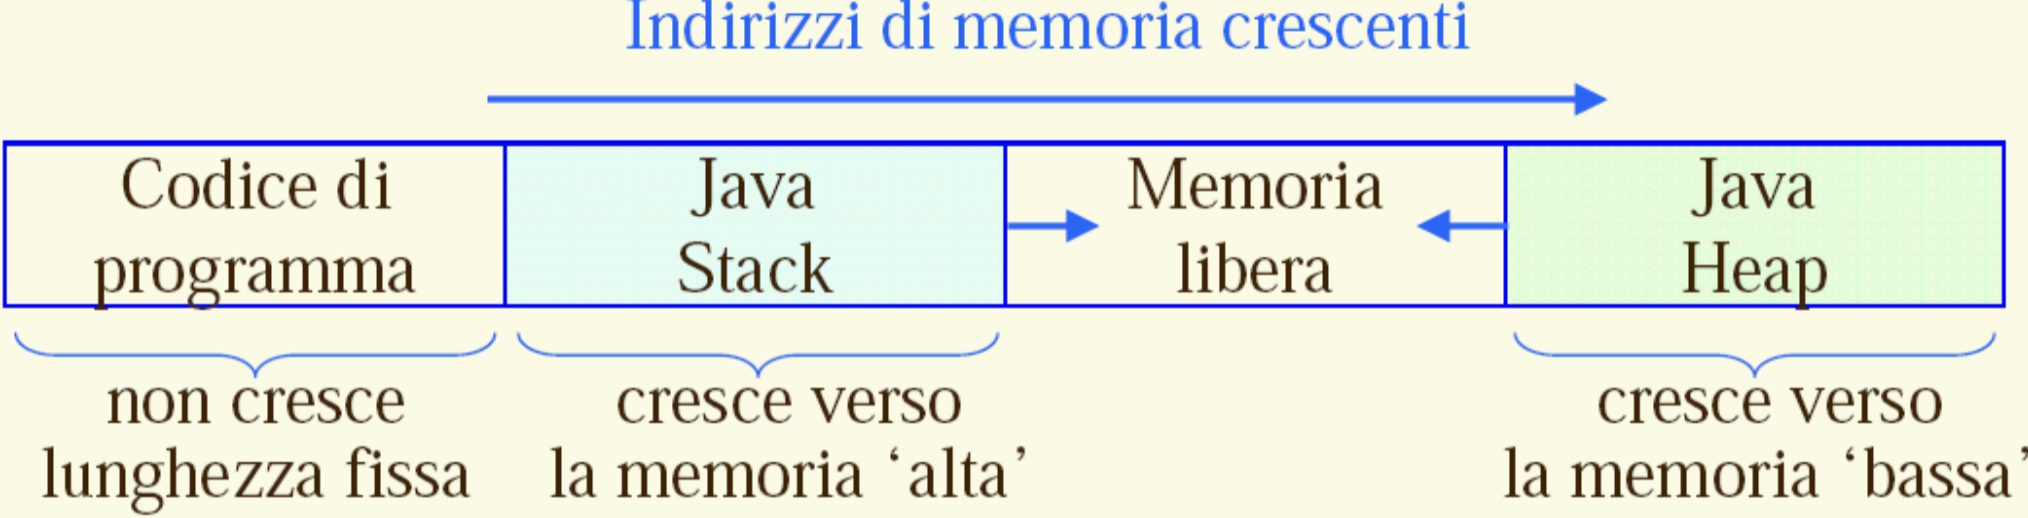 Indirizzi di memoria crescenti
Codice di
programma
Java
Stack
Memoria
libera
Java
Heap
non cresce
lunghezza fissa
cresce verso
la memoria ‘alta’
cresce verso
la memoria ‘bassa’